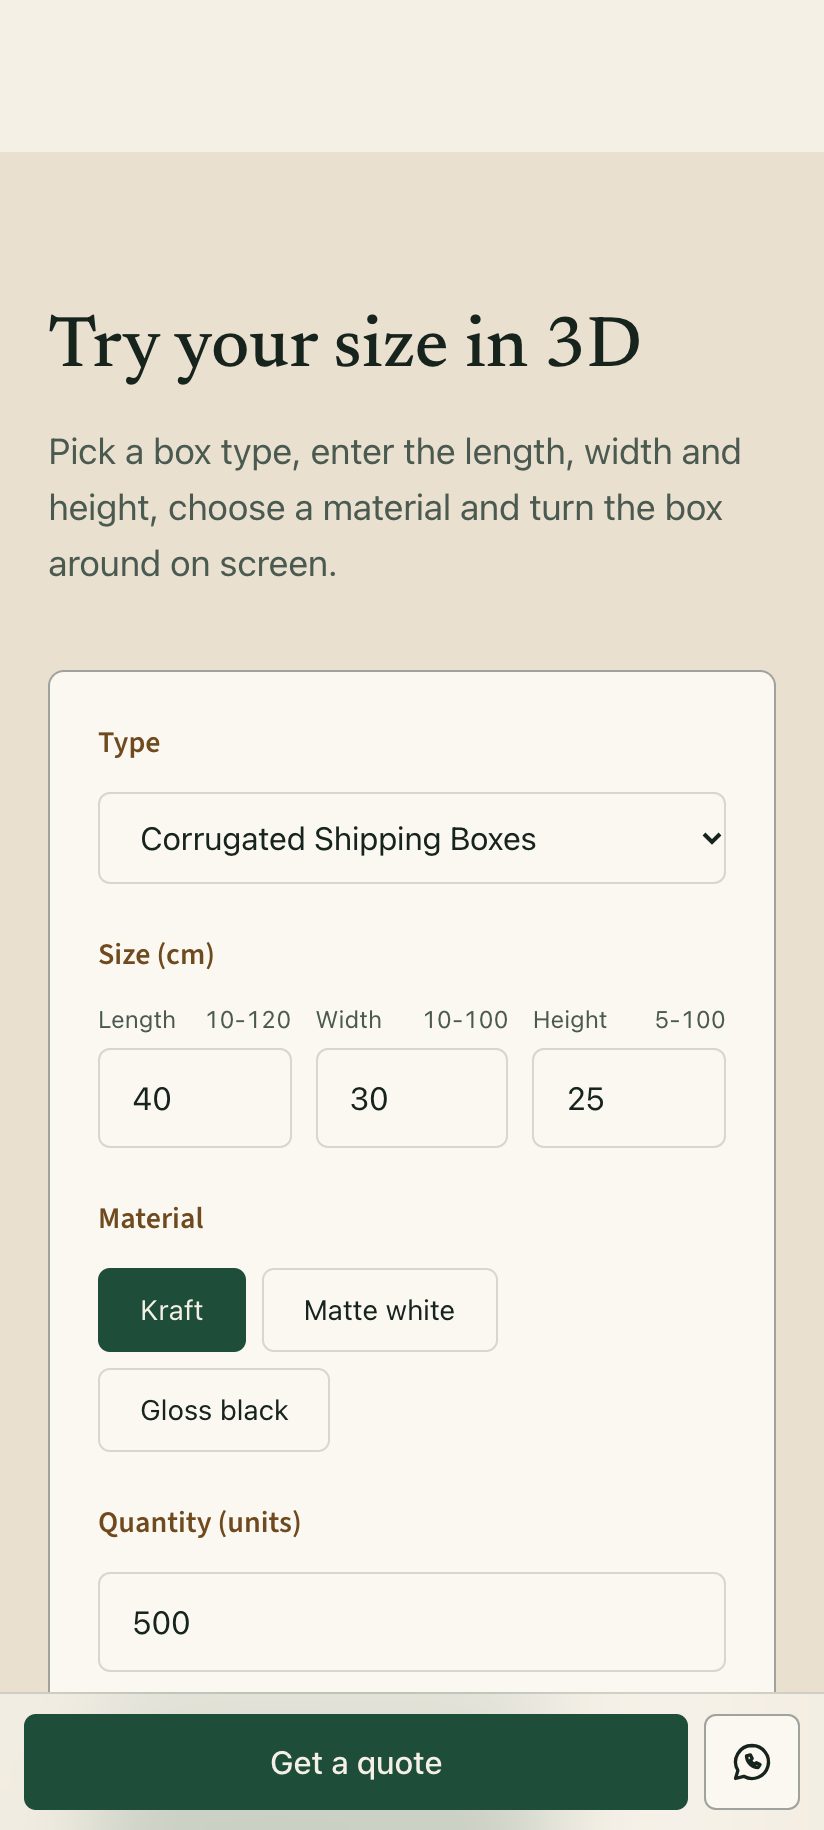 Try your size in 3D
Pick a box type, enter the length, width and
height, choose a material and turn the box
around on screen.
Type
Corrugated Shipping Boxes
Size (cm)
Length 10-120 Width 10-100 Height 5-100
40 30 25
Material
Kraft Matte white
Gloss black
Quantity (units)
500
Get a quote